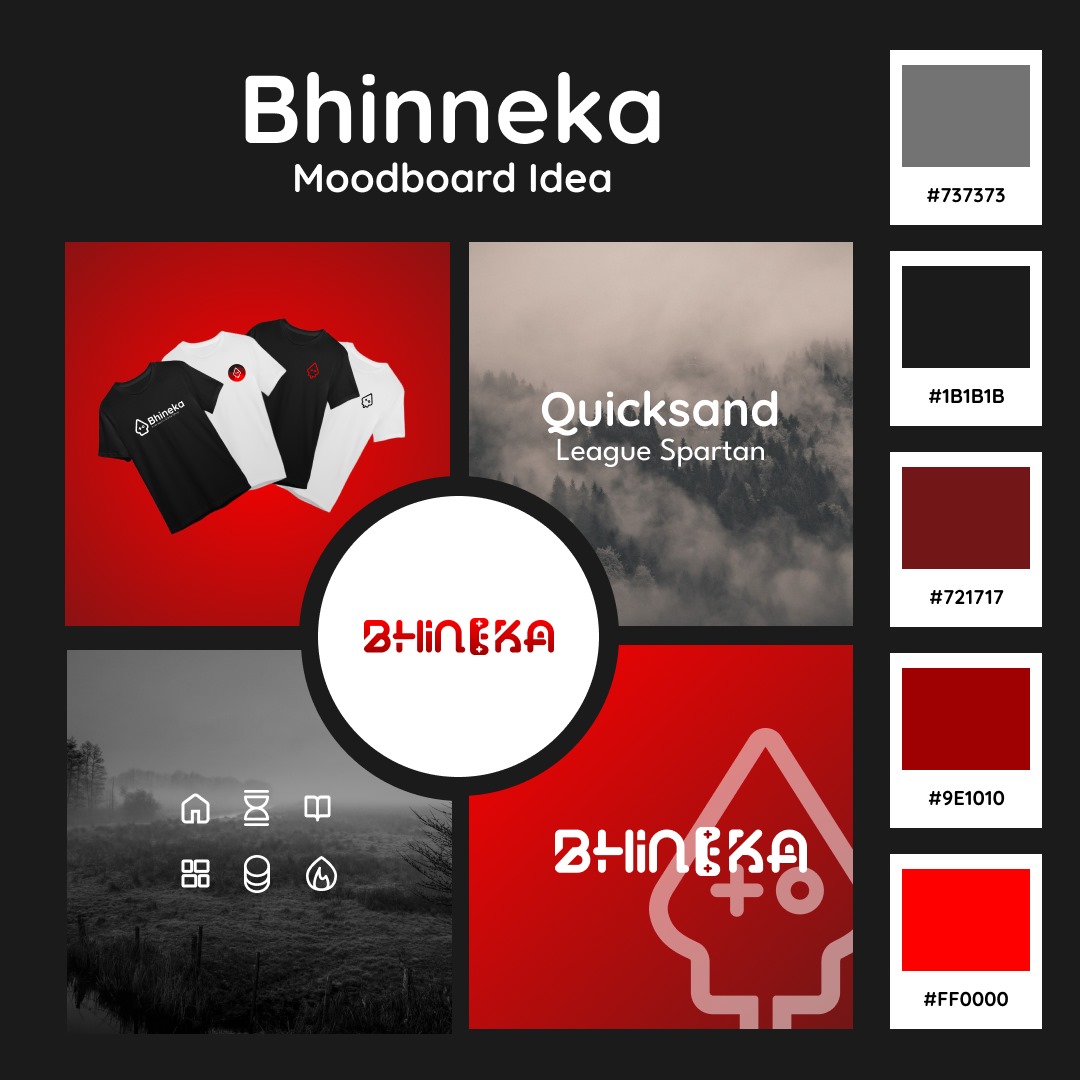 Bhinneka
Moodboard Idea
#737373
#1B1B1B
#721717
#9E1010
#FF0000
Bhineka
Quicksand
League Spartan
BHiNEKA
BHiNEKA